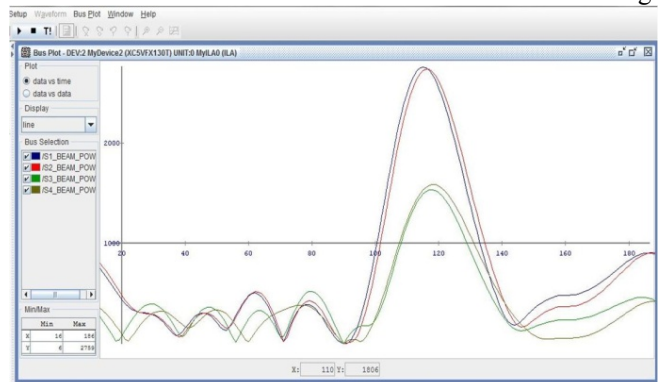 Setup Waveform Bus Plot Window Help
T!
Bus Plot - DEV:2 MyDevice2 (XC5VFX130T) UNIT:0 MyILA0 (ILA)
Plot
data vs time
data vs data
Display
line
Bus Selection
/S1_BEAM_POW
/S2_BEAM_POW
/S3_BEAM_POW
/S4_BEAM_POW
2000
1000
20 40 60 80 100 120 140 160 180
Min/Max
Min Max
X 16 186
Y 6 2758
X: 110 Y: 1806